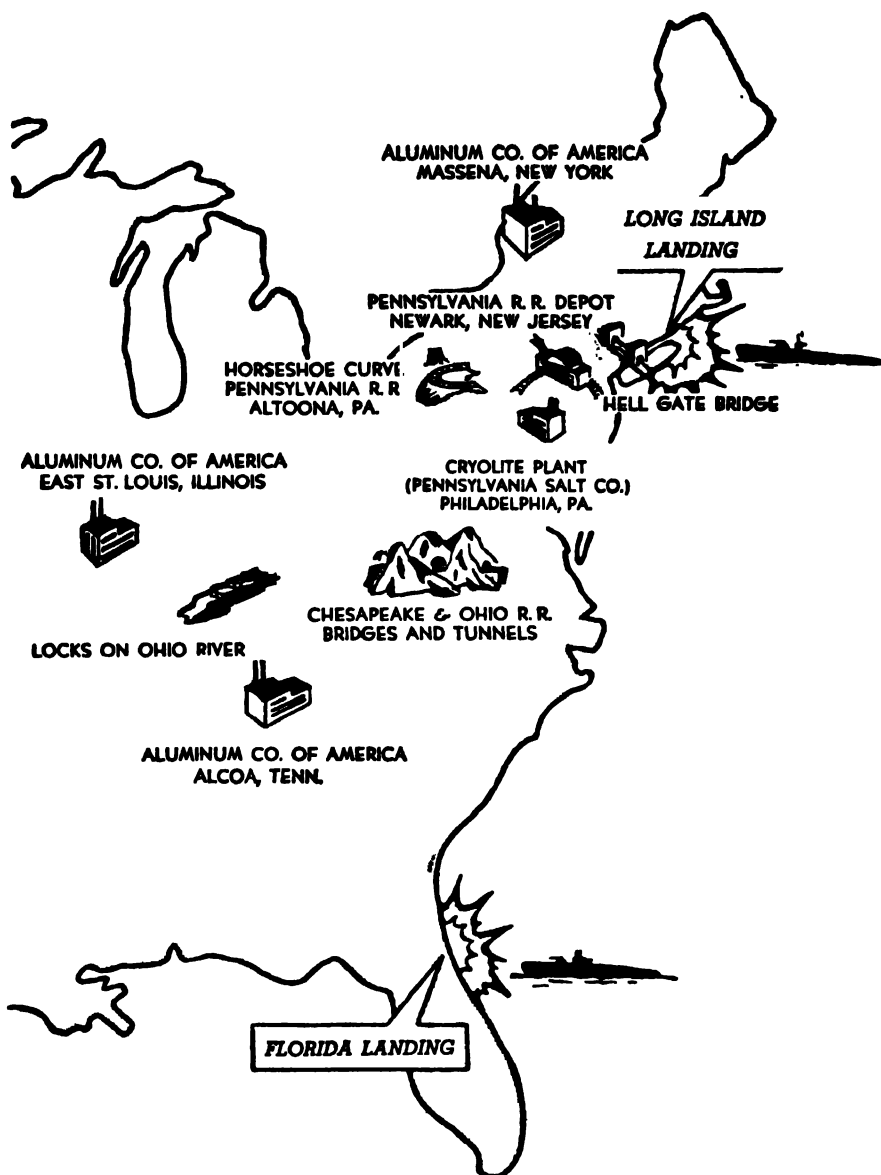 ALUMINUM CO. OF AMERICA
MASSENA, NEW YORK
LONG ISLAND
LANDING
PENNSYLVANIA R. R. DEPOT
NEWARK, NEW JERSEY
HORSESHOE CURVE
PENNSYLVANIA R. R
ALTOONA, PA.
HELL GATE BRIDGE
ALUMINUM CO. OF AMERICA
EAST ST. LOUIS, ILLINOIS
CRYOLITE PLANT
(PENNSYLVANIA SALT CO.)
PHILADELPHIA, PA.
CHESAPEAKE & OHIO R. R.
BRIDGES AND TUNNELS
LOCKS ON OHIO RIVER
ALUMINUM CO. OF AMERICA
ALCOA, TENN.
FLORIDA LANDING